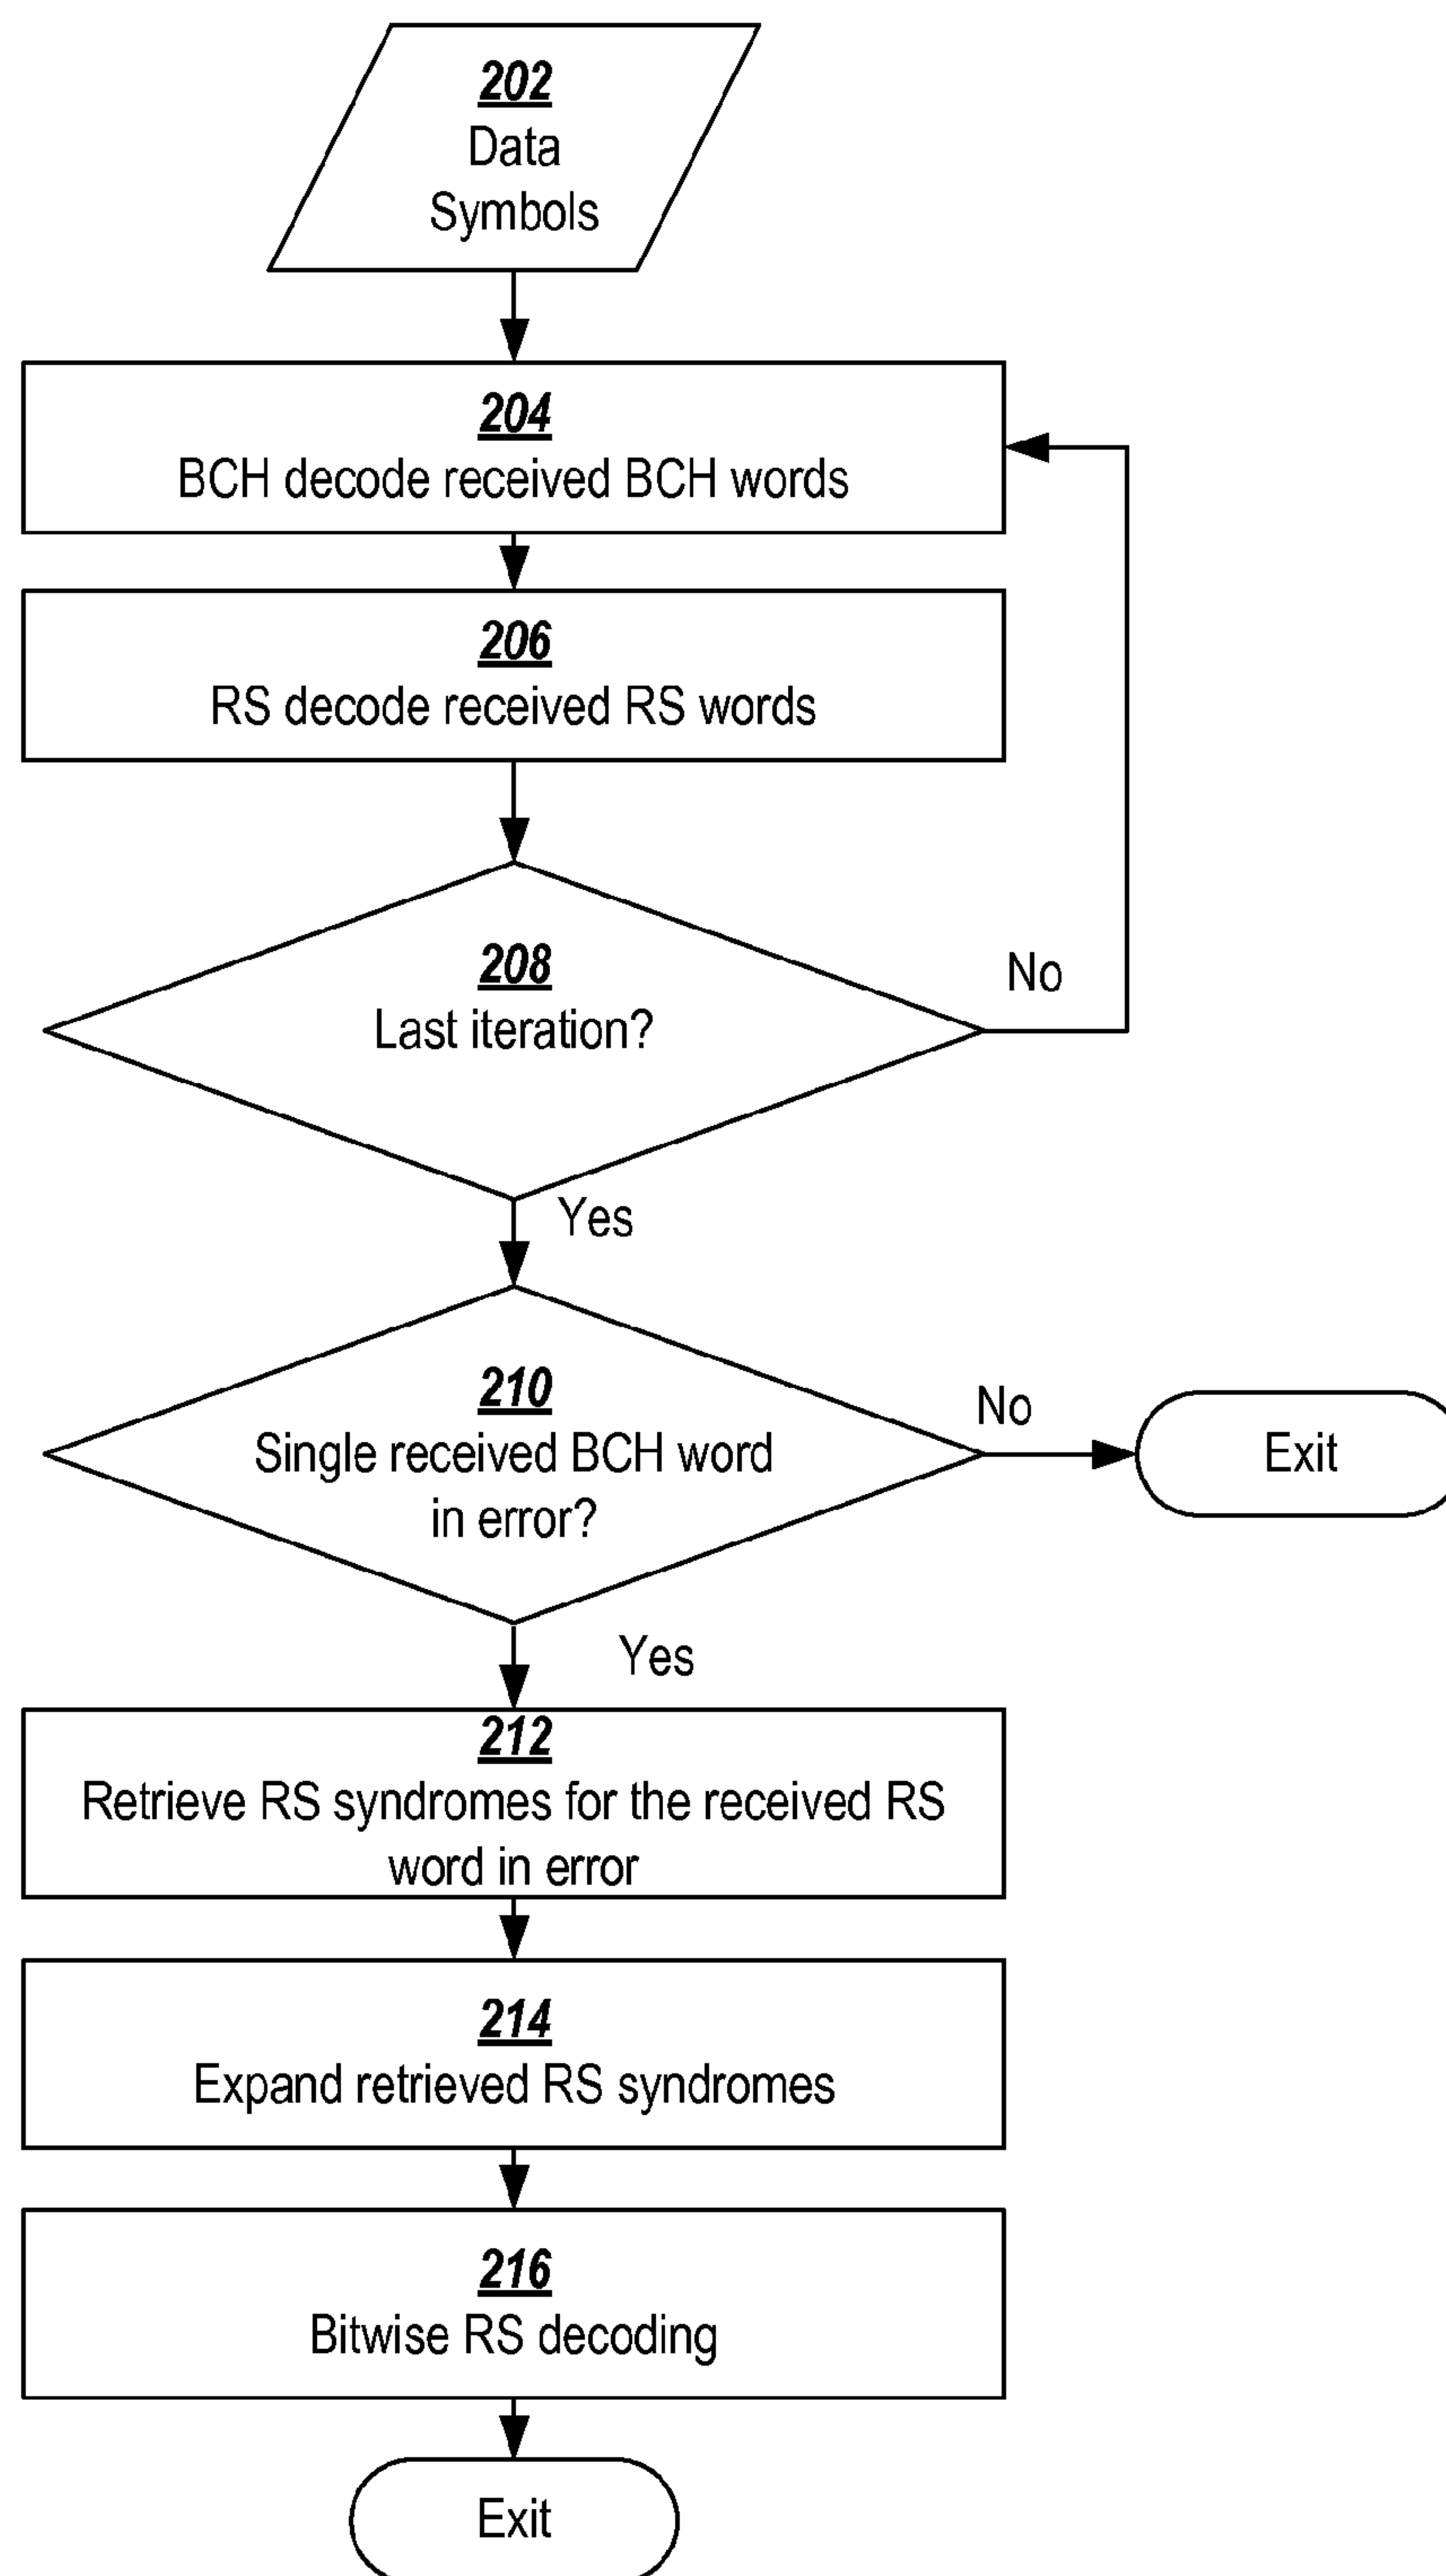 202
Data
Symbols
204
BCH decode received BCH words
206
RS decode received RS words
208
Last iteration?
No
Yes
210
Single received BCH word
in error?
No
Exit
Yes
212
Retrieve RS syndromes for the received RS
word in error
214
Expand retrieved RS syndromes
216
Bitwise RS decoding
Exit